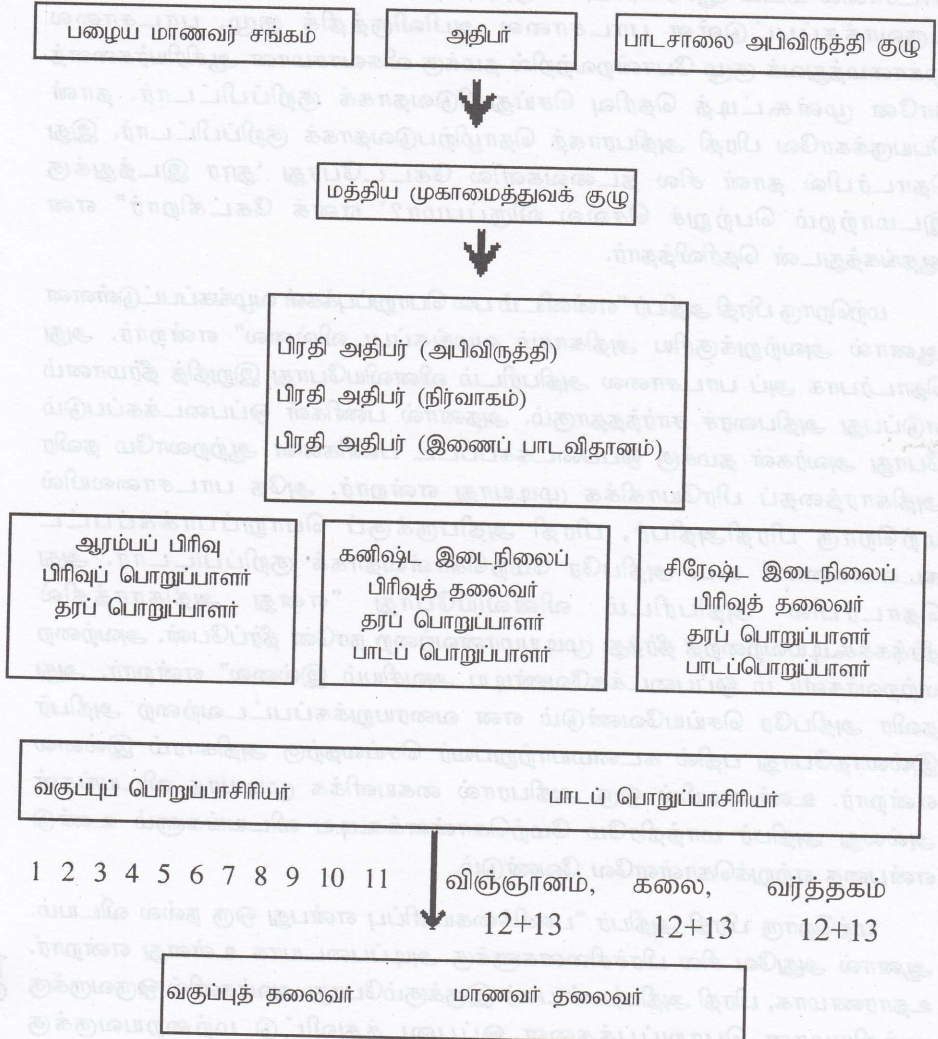 பழைய மாணவர் சங்கம்
அதிபர்
பாடசாலை அபிவிருத்தி குழு
மத்திய முகாமைத்துவக் குழு
பிரதி அதிபர் (அபிவிருத்தி)
பிரதி அதிபர் (நிர்வாகம்)
பிரதி அதிபர் (இணைப் பாடவிதானம்)
ஆரம்பப் பிரிவு
பிரிவுப் பொறுப்பாளர்
தரப் பொறுப்பாளர்
கனிஷ்ட இடைநிலைப்
பிரிவுத் தலைவர்
தரப் பொறுப்பாளர்
பாடப் பொறுப்பாளர்
சிரேஷ்ட இடைநிலைப்
பிரிவுத் தலைவர்
தரப் பொறுப்பாளர்
பாடப்பொறுப்பாளர்
வகுப்புப் பொறுப்பாசிரியர் பாடப் பொறுப்பாசிரியர்
1 2 3 4 5 6 7 8 9 10 11 விஞ்ஞானம், கலை, வர்த்தகம்
12+13 12+13 12+13
வகுப்புத் தலைவர் மாணவர் தலைவர்